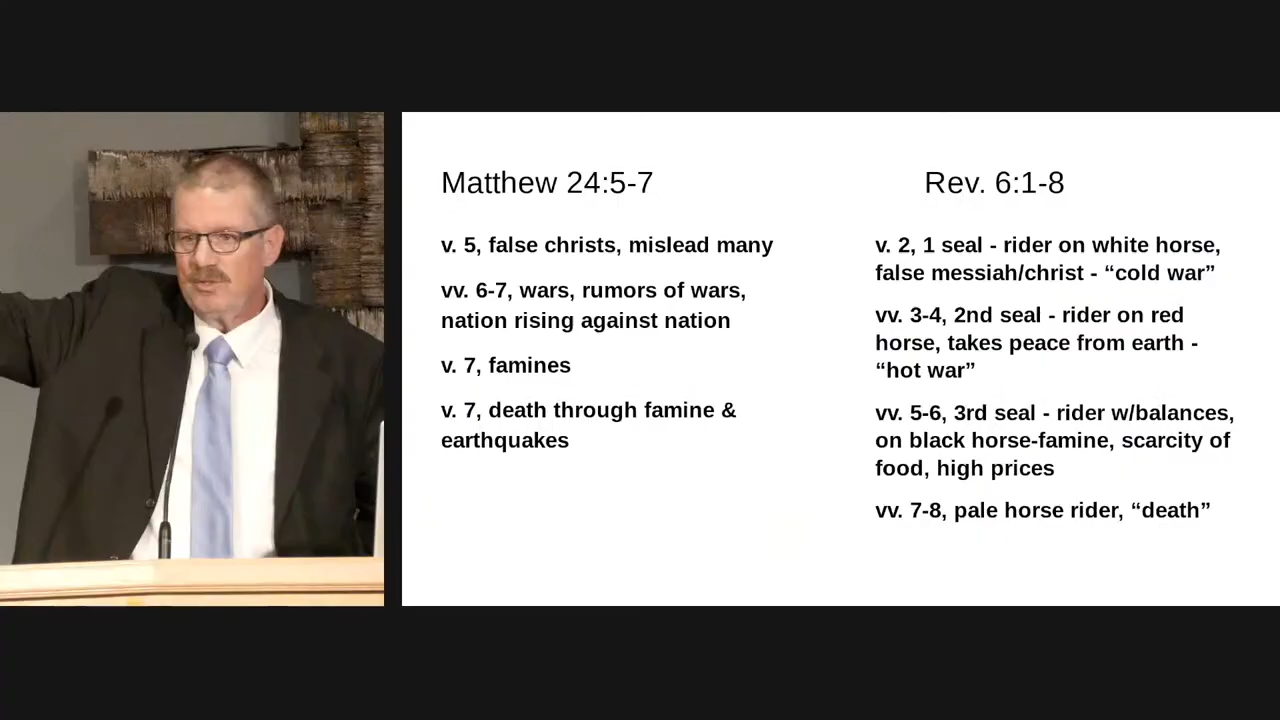 Matthew 24:5-7
v. 5, false christs, mislead many
vv. 6-7, wars, rumors of wars,
nation rising against nation
v. 7, famines
v. 7, death through famine &
earthquakes
Rev. 6:1-8
v. 2, 1 seal - rider on white horse,
false messiah/christ - “cold war”
vv. 3-4, 2nd seal - rider on red
horse, takes peace from earth -
“hot war”
vv. 5-6, 3rd seal - rider w/balances,
on black horse-famine, scarcity of
food, high prices
vv. 7-8, pale horse rider, “death”